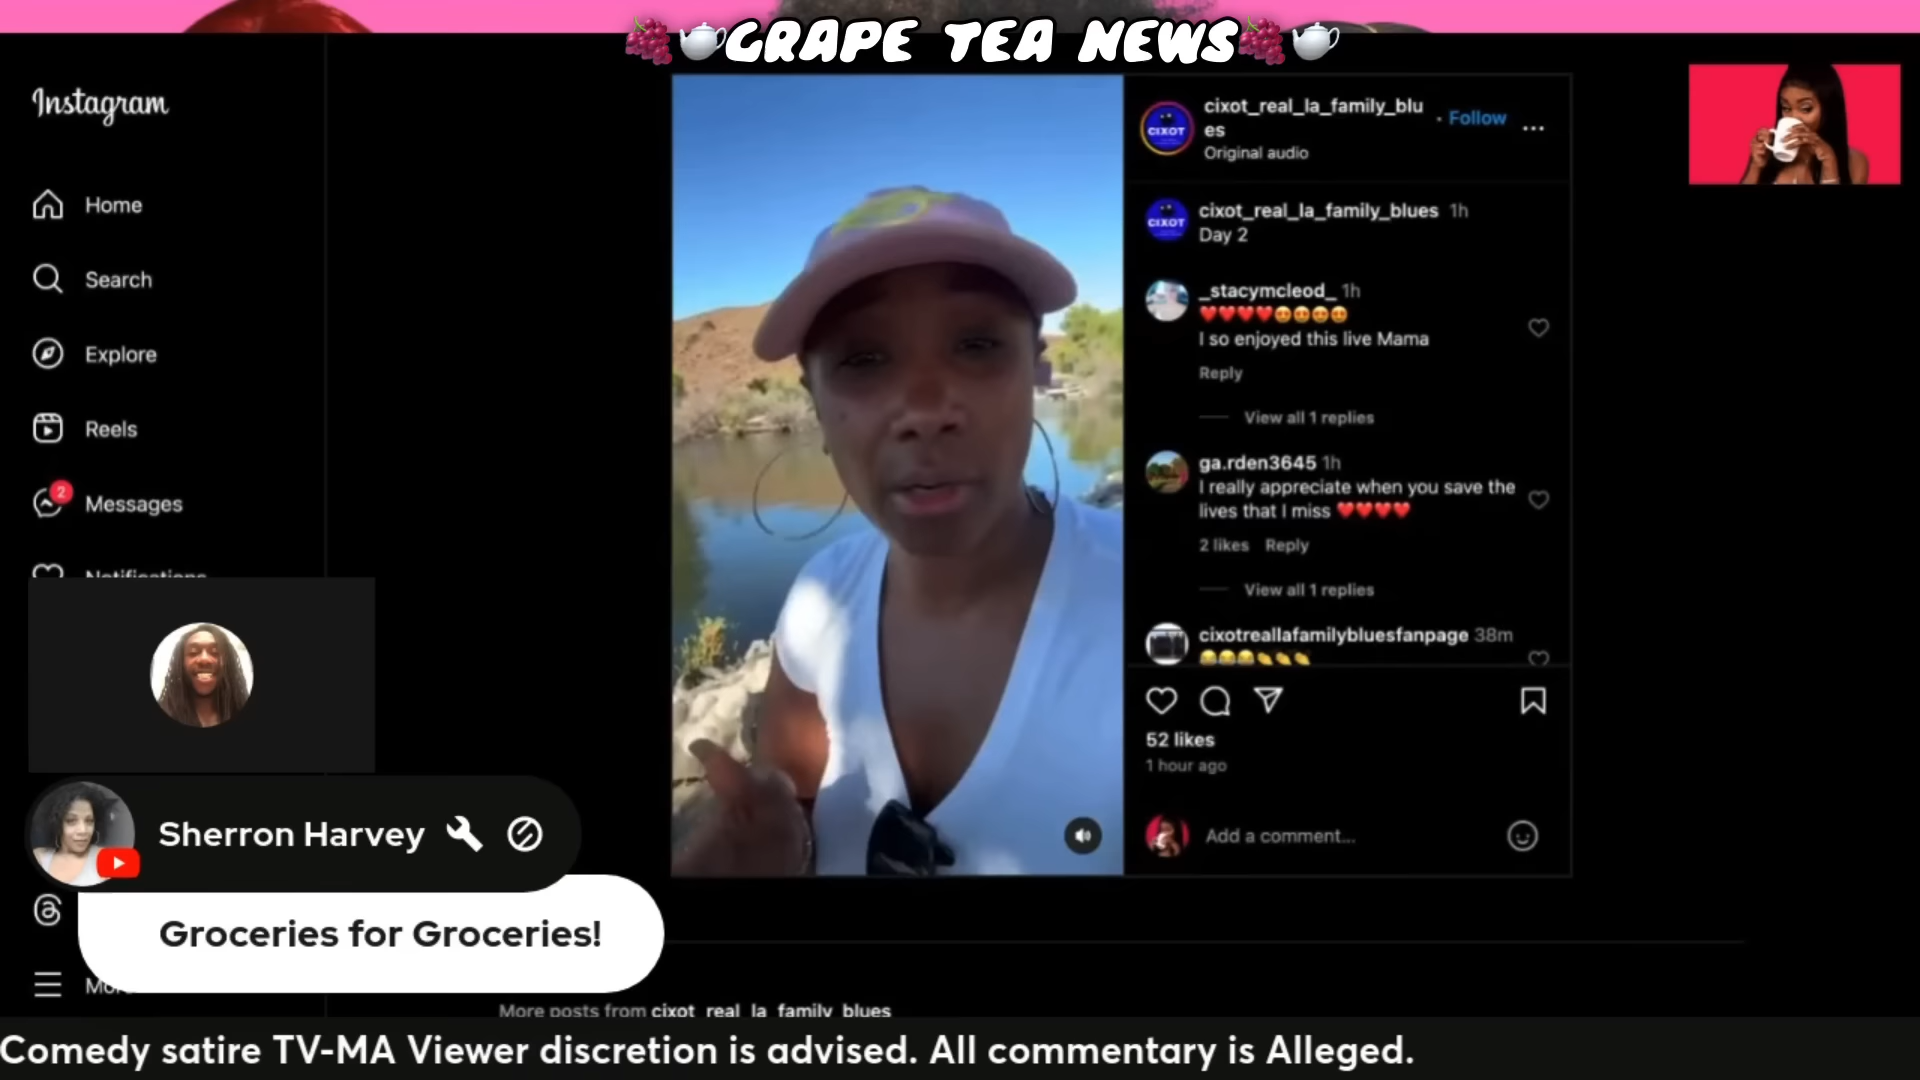 GRAPE TEA NEWS
Instagram
Home
Search
Explore
Reels
2
Messages
Notifications
cixot_real_la_family_blu
es
Original audio
• Follow
CIXOT
cixot_real_la_family_blues 1h
Day 2
CIXOT
_stacymcleod_ 1h
❤️❤️❤️❤️😍😍😍😍
I so enjoyed this live Mama
Reply
View all 1 replies
ga.rden3645 1h
I really appreciate when you save the
lives that I miss ❤️❤️❤️❤️
2 likes Reply
View all 1 replies
cixotreallafamilybluesfanpage 38m
😂😂😂👏👏👏
52 likes
1 hour ago
Add a comment...
Sherron Harvey
Groceries for Groceries!
More posts from cixot_real_la_family_blues
Comedy satire TV-MA Viewer discretion is advised. All commentary is Alleged.